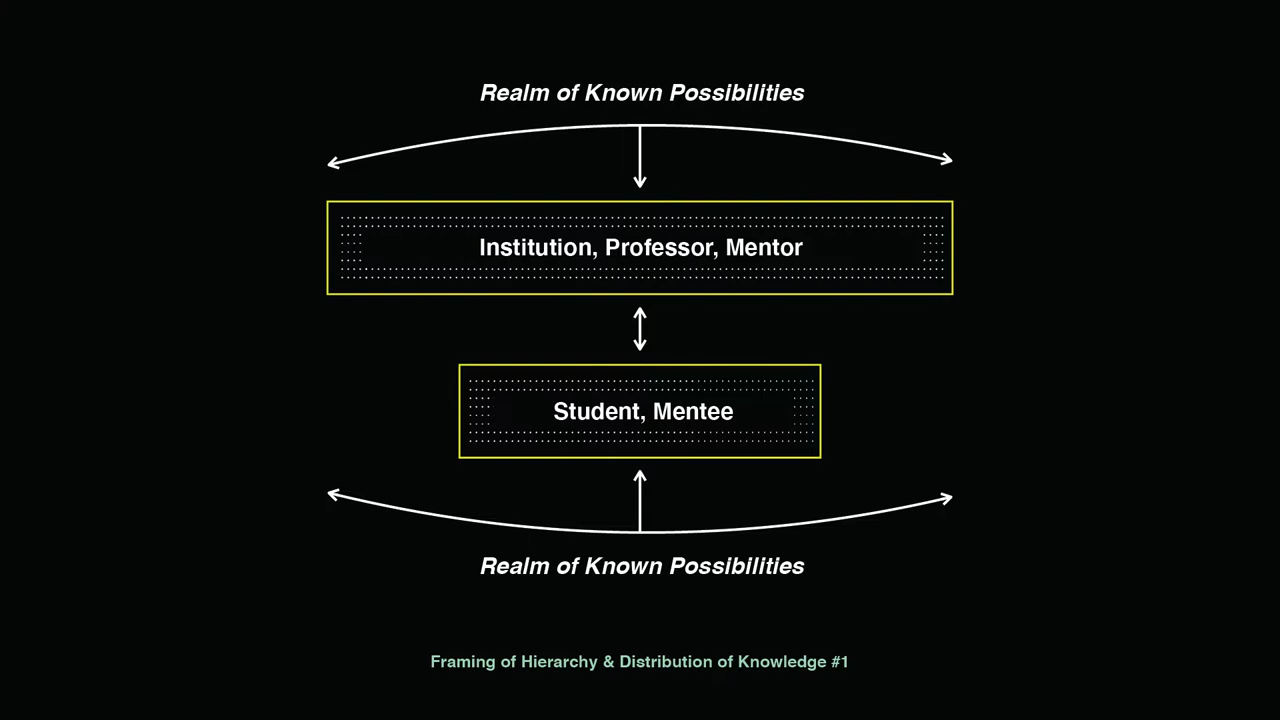 Realm of Known Possibilities
Institution, Professor, Mentor
Student, Mentee
Realm of Known Possibilities
Framing of Hierarchy & Distribution of Knowledge #1